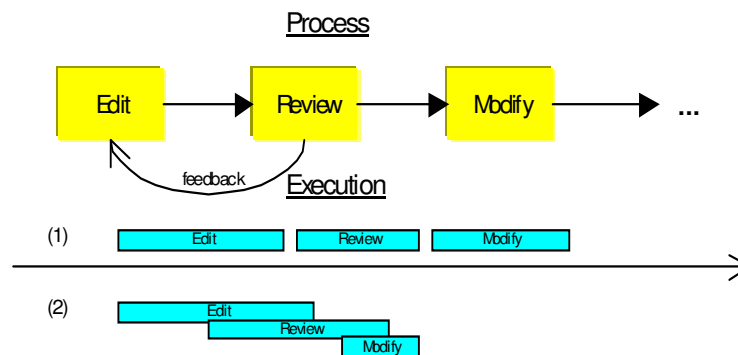 Process
Edit Review Modify ...
feedback
Execution
(1) Edit Review Modify
(2) Edit
Review
Modify